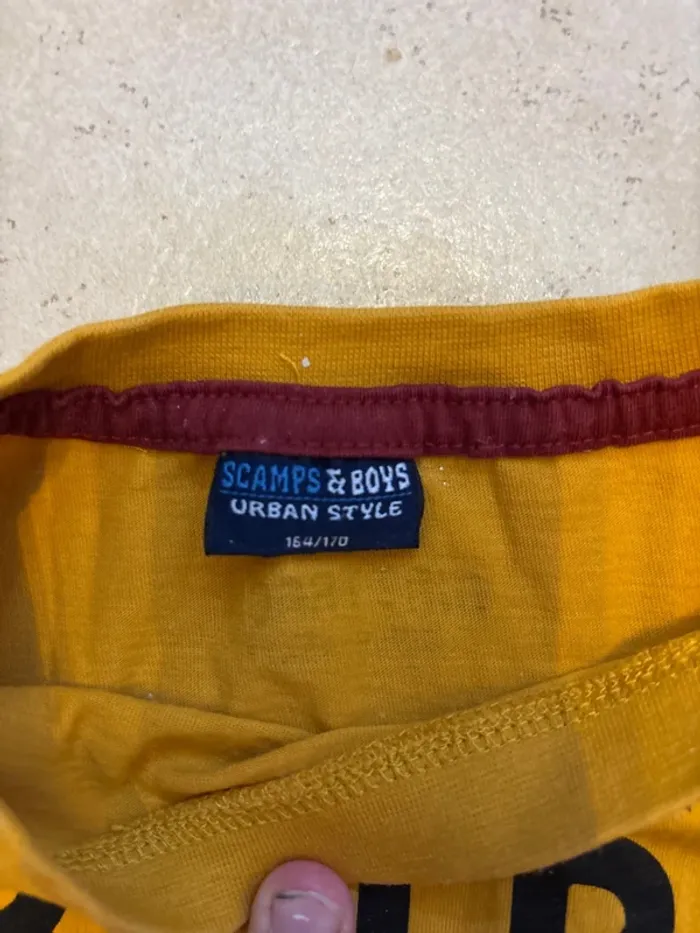 SCAMPS & BOYS
URBAN STYLE
164/170